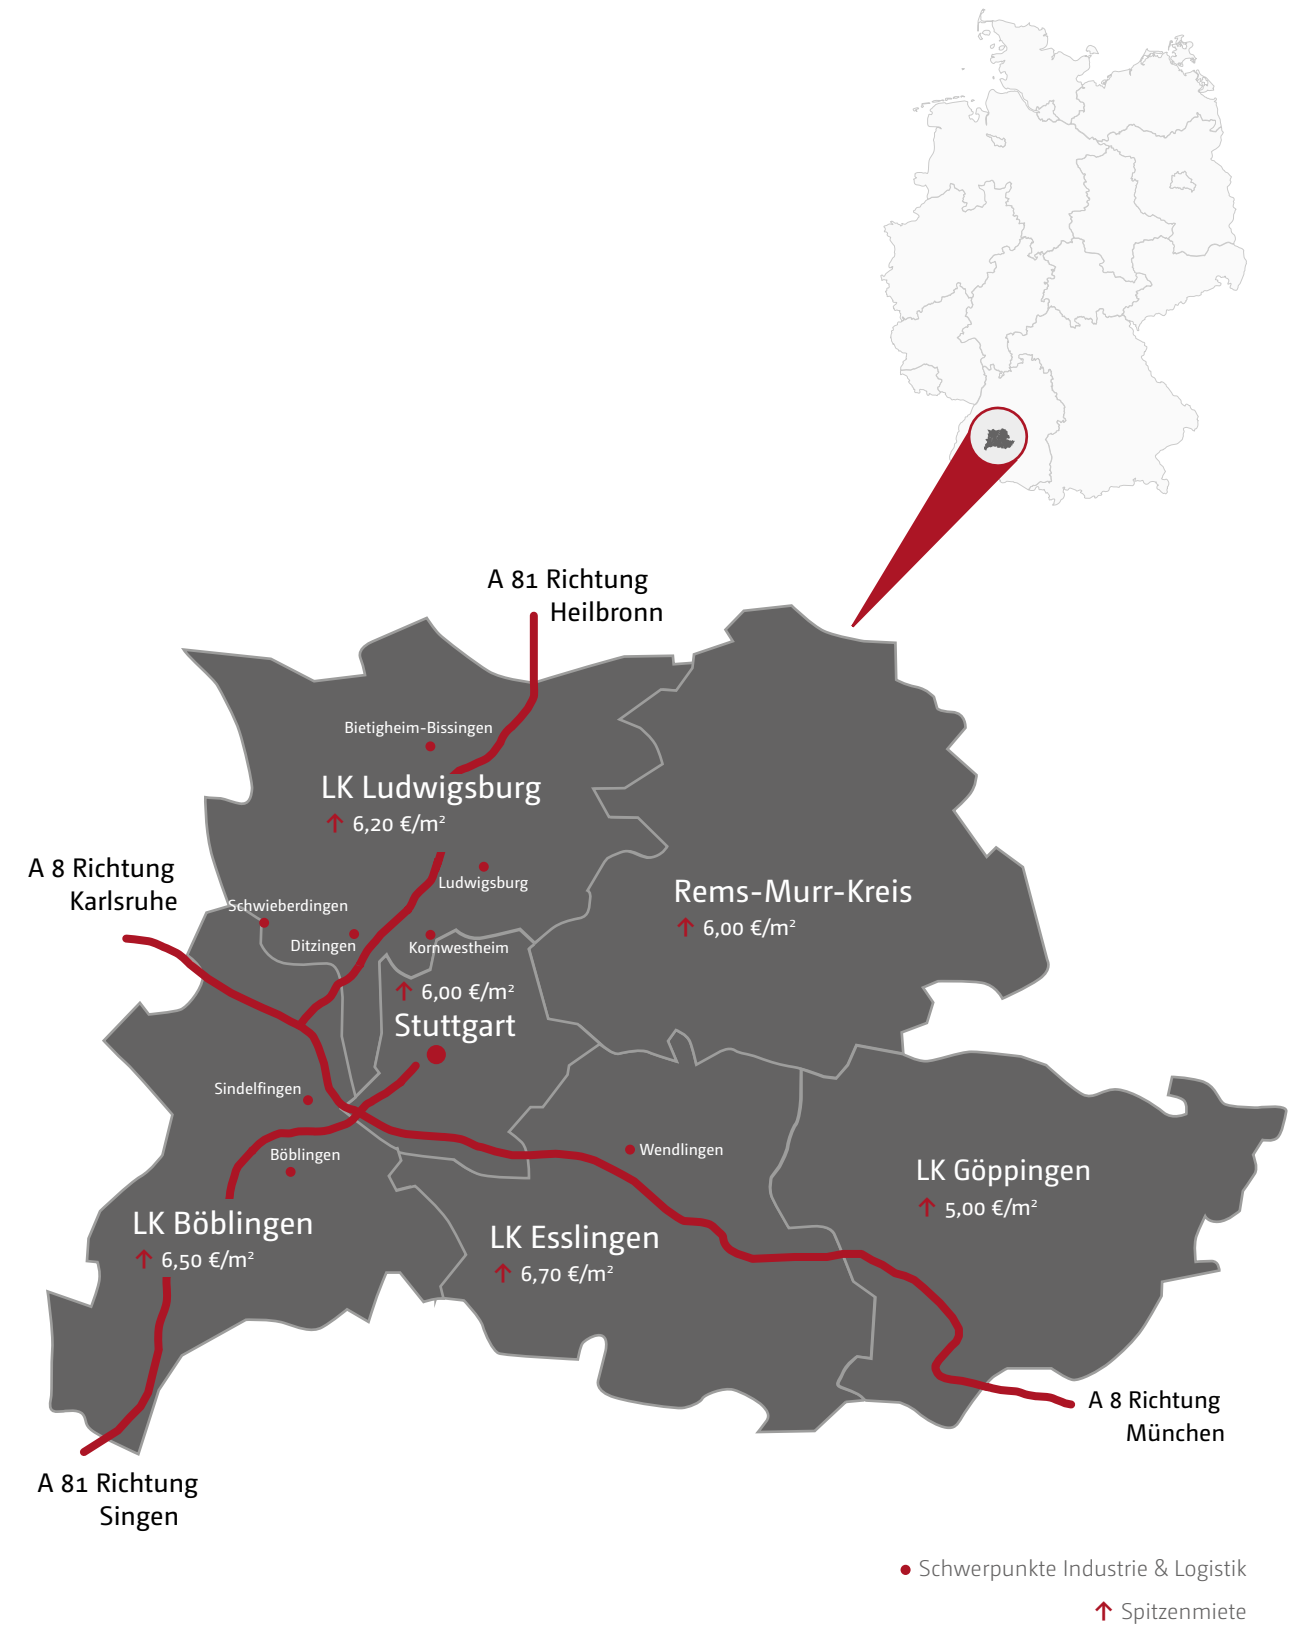 A 81 Richtung
Heilbronn
Bietigheim-Bissingen
LK Ludwigsburg
↑ 6,20 €/m²
A 8 Richtung
Karlsruhe
Ludwigsburg
Schwieberdingen
Ditzingen
Kornwestheim
Rems-Murr-Kreis
↑ 6,00 €/m²
↑ 6,00 €/m²
Stuttgart
Sindelfingen
Böblingen
Wendlingen
LK Göppingen
↑ 5,00 €/m²
LK Böblingen
↑ 6,50 €/m²
LK Esslingen
↑ 6,70 €/m²
A 8 Richtung
München
A 81 Richtung
Singen
Schwerpunkte Industrie & Logistik
↑ Spitzenmiete